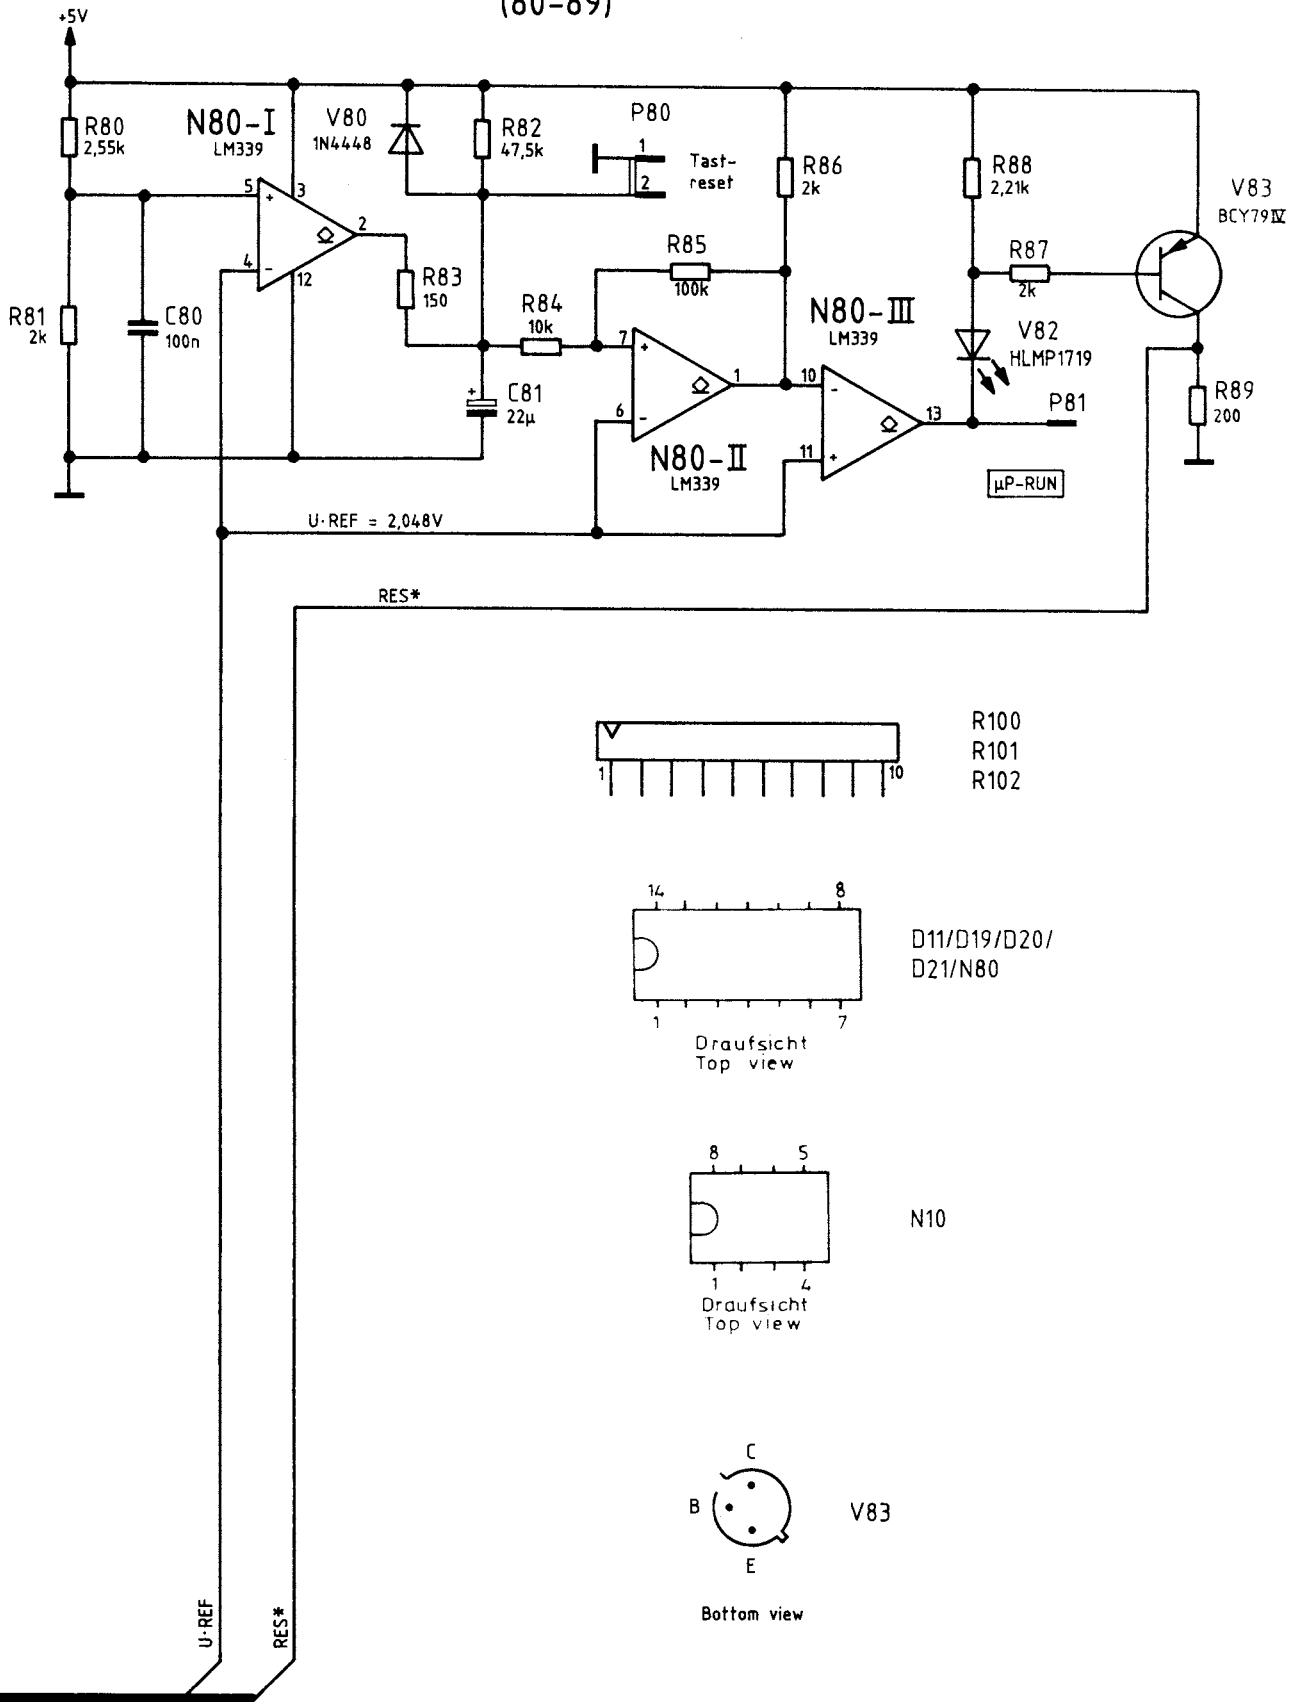 (80-89)
+5V
R80
2,55k
N80-I
LM339
V80
1N4448
R82
47,5k
P80
1
2
Tast-
reset
R86
2k
R88
2,21k
V83
BCY79IV
5
+
3
2
4
-
12
R81
2k
C80
100n
R83
150
R84
10k
R85
100k
R87
2k
N80-III
LM339
V82
HLMP1719
+
C81
22µ
7
+
1
6
-
N80-II
LM339
10
-
13
11
+
P81
R89
200
µP-RUN
U·REF = 2,048V
RES*
1
10
R100
R101
R102
14
8
1
7
D11/D19/D20/
D21/N80
Draufsicht
Top view
8
5
1
4
N10
Draufsicht
Top view
C
B
E
V83
Bottom view
U·REF
RES*